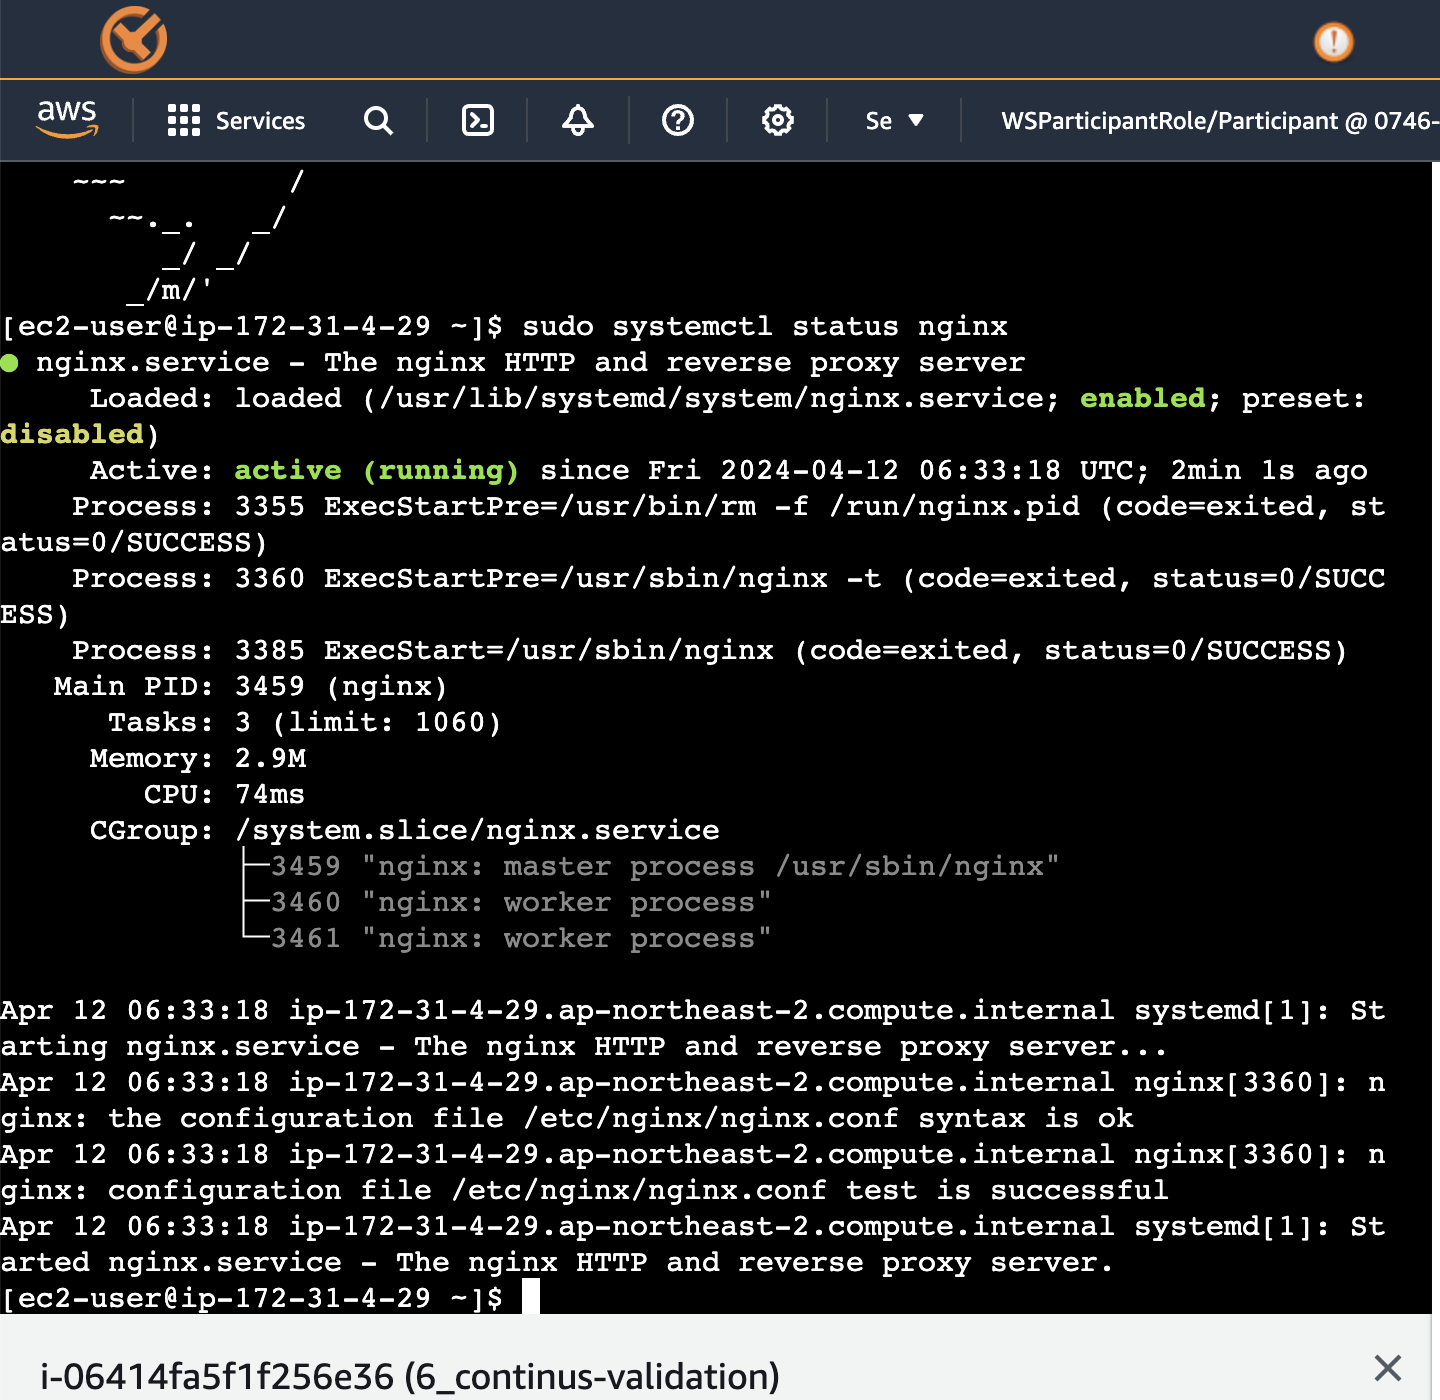 aws
Services
Se
WSParticipantRole/Participant @ 0746-
    ~~~         /
      ~~._.   _/
         _/ _/
       _/m/'
[ec2-user@ip-172-31-4-29 ~]$ sudo systemctl status nginx
● nginx.service - The nginx HTTP and reverse proxy server
     Loaded: loaded (/usr/lib/systemd/system/nginx.service; enabled; preset:
disabled)
     Active: active (running) since Fri 2024-04-12 06:33:18 UTC; 2min 1s ago
    Process: 3355 ExecStartPre=/usr/bin/rm -f /run/nginx.pid (code=exited, st
atus=0/SUCCESS)
    Process: 3360 ExecStartPre=/usr/sbin/nginx -t (code=exited, status=0/SUCC
ESS)
    Process: 3385 ExecStart=/usr/sbin/nginx (code=exited, status=0/SUCCESS)
   Main PID: 3459 (nginx)
      Tasks: 3 (limit: 1060)
     Memory: 2.9M
        CPU: 74ms
     CGroup: /system.slice/nginx.service
             ├─3459 "nginx: master process /usr/sbin/nginx"
             ├─3460 "nginx: worker process"
             └─3461 "nginx: worker process"

Apr 12 06:33:18 ip-172-31-4-29.ap-northeast-2.compute.internal systemd[1]: St
arting nginx.service - The nginx HTTP and reverse proxy server...
Apr 12 06:33:18 ip-172-31-4-29.ap-northeast-2.compute.internal nginx[3360]: n
ginx: the configuration file /etc/nginx/nginx.conf syntax is ok
Apr 12 06:33:18 ip-172-31-4-29.ap-northeast-2.compute.internal nginx[3360]: n
ginx: configuration file /etc/nginx/nginx.conf test is successful
Apr 12 06:33:18 ip-172-31-4-29.ap-northeast-2.compute.internal systemd[1]: St
arted nginx.service - The nginx HTTP and reverse proxy server.
[ec2-user@ip-172-31-4-29 ~]$
i-06414fa5f1f256e36 (6_continus-validation)